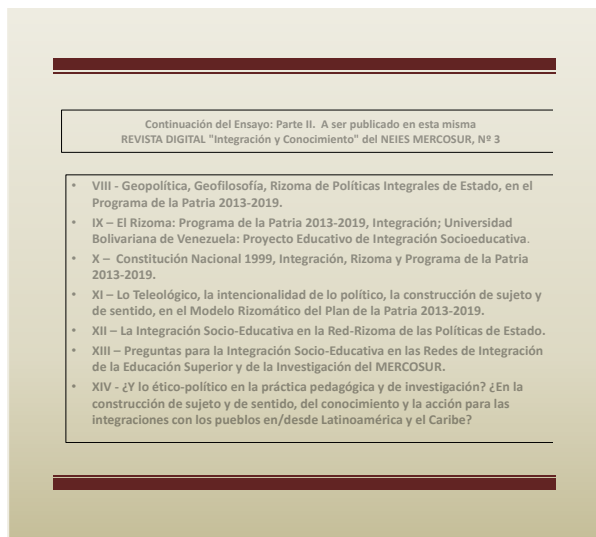 Continuación del Ensayo: Parte II. A ser publicado en esta misma
REVISTA DIGITAL "Integración y Conocimiento" del NEIES MERCOSUR, Nº 3
• VIII - Geopolítica, Geofilosofía, Rizoma de Políticas Integrales de Estado, en el
Programa de la Patria 2013-2019.
• IX – El Rizoma: Programa de la Patria 2013-2019, Integración; Universidad
Bolivariana de Venezuela: Proyecto Educativo de Integración Socioeducativa.
• X – Constitución Nacional 1999, Integración, Rizoma y Programa de la Patria
2013-2019.
• XI – Lo Teleológico, la intencionalidad de lo político, la construcción de sujeto y
de sentido, en el Modelo Rizomático del Plan de la Patria 2013-2019.
• XII – La Integración Socio-Educativa en la Red-Rizoma de las Políticas de Estado.
• XIII – Preguntas para la Integración Socio-Educativa en las Redes de Integración
de la Educación Superior y de la Investigación del MERCOSUR.
• XIV - ¿Y lo ético-político en la práctica pedagógica y de investigación? ¿En la
construcción de sujeto y de sentido, del conocimiento y la acción para las
integraciones con los pueblos en/desde Latinoamérica y el Caribe?